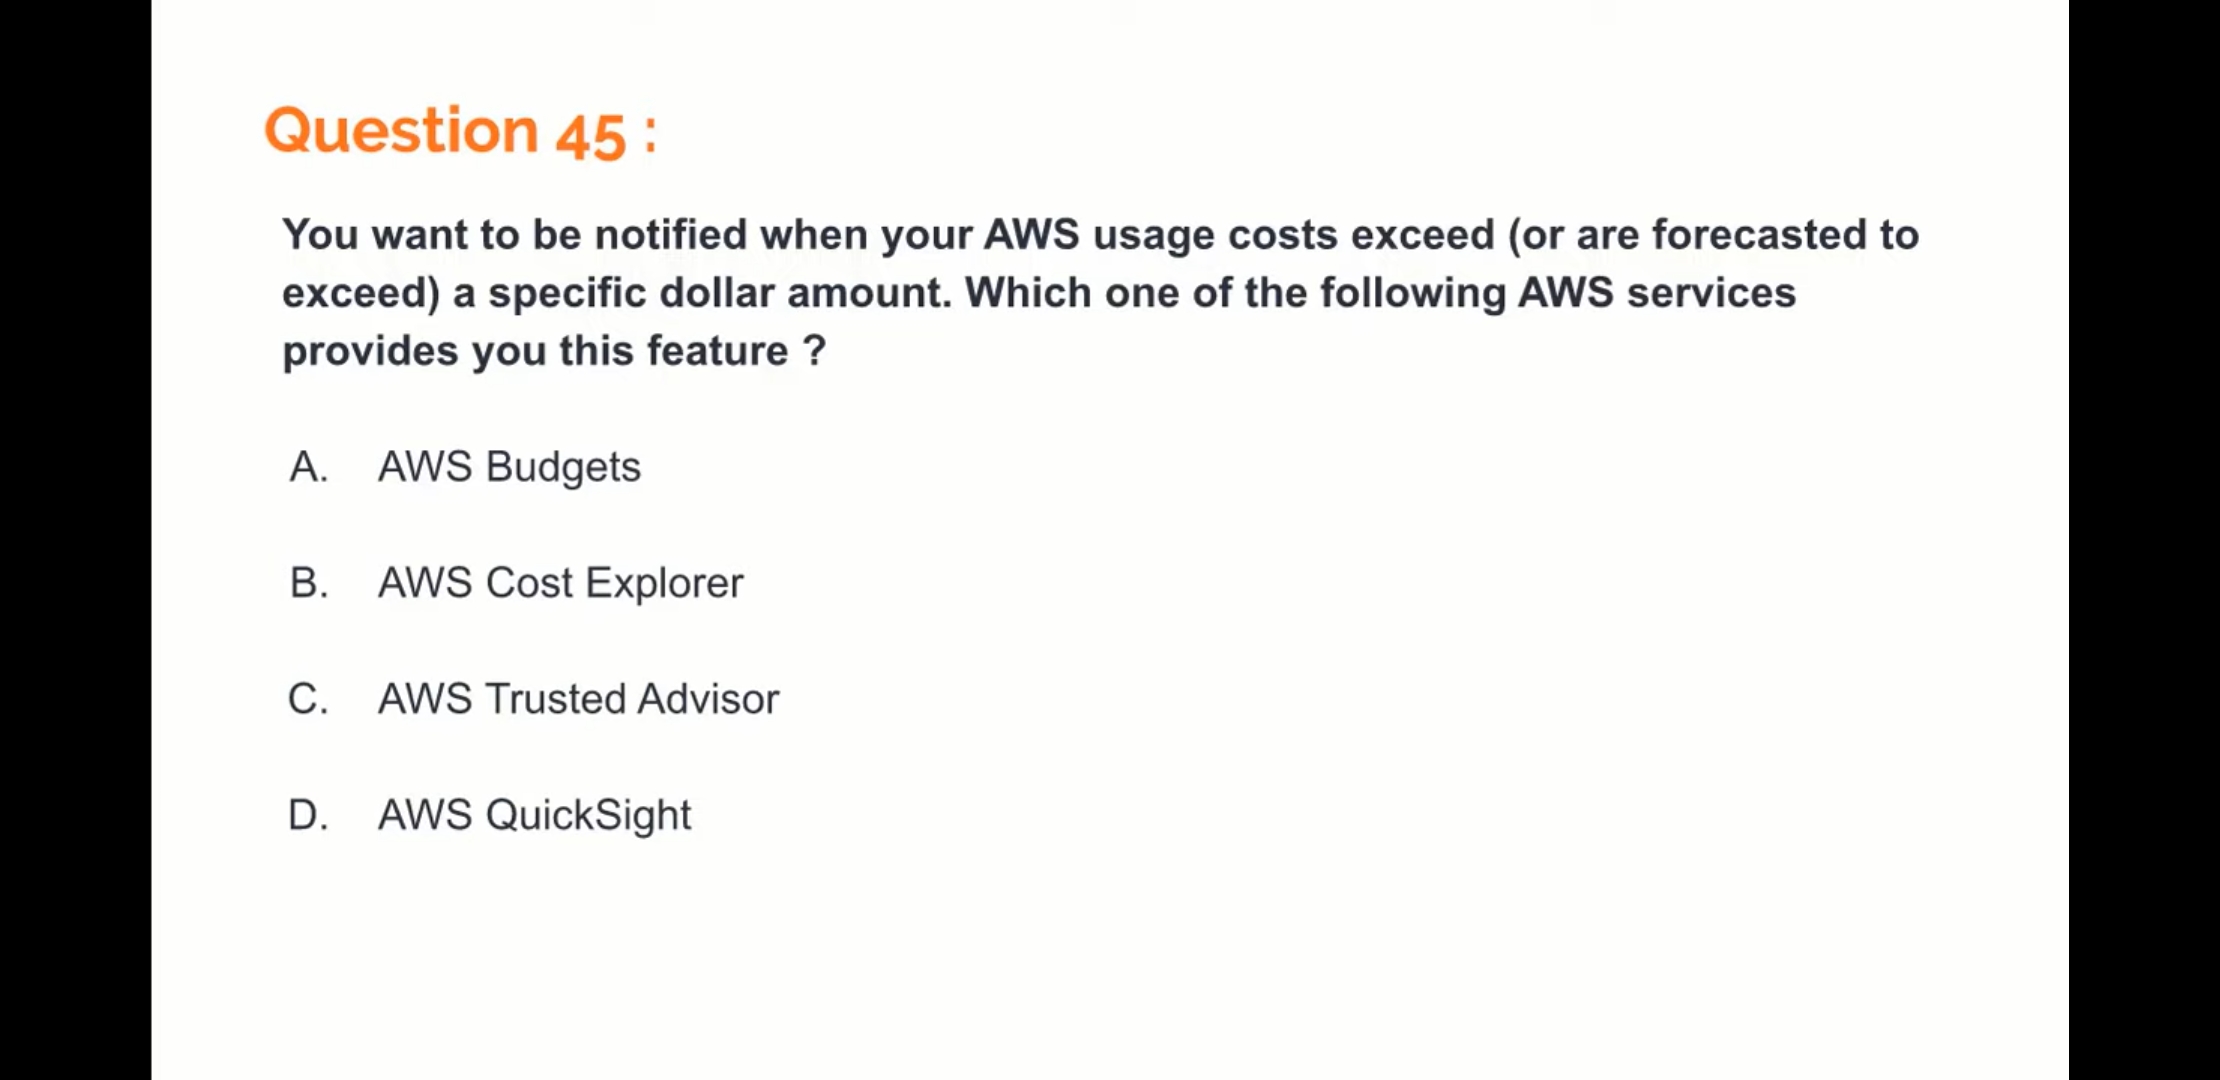 Question 45 :
You want to be notified when your AWS usage costs exceed (or are forecasted to
exceed) a specific dollar amount. Which one of the following AWS services
provides you this feature ?
A. AWS Budgets
B. AWS Cost Explorer
C. AWS Trusted Advisor
D. AWS QuickSight